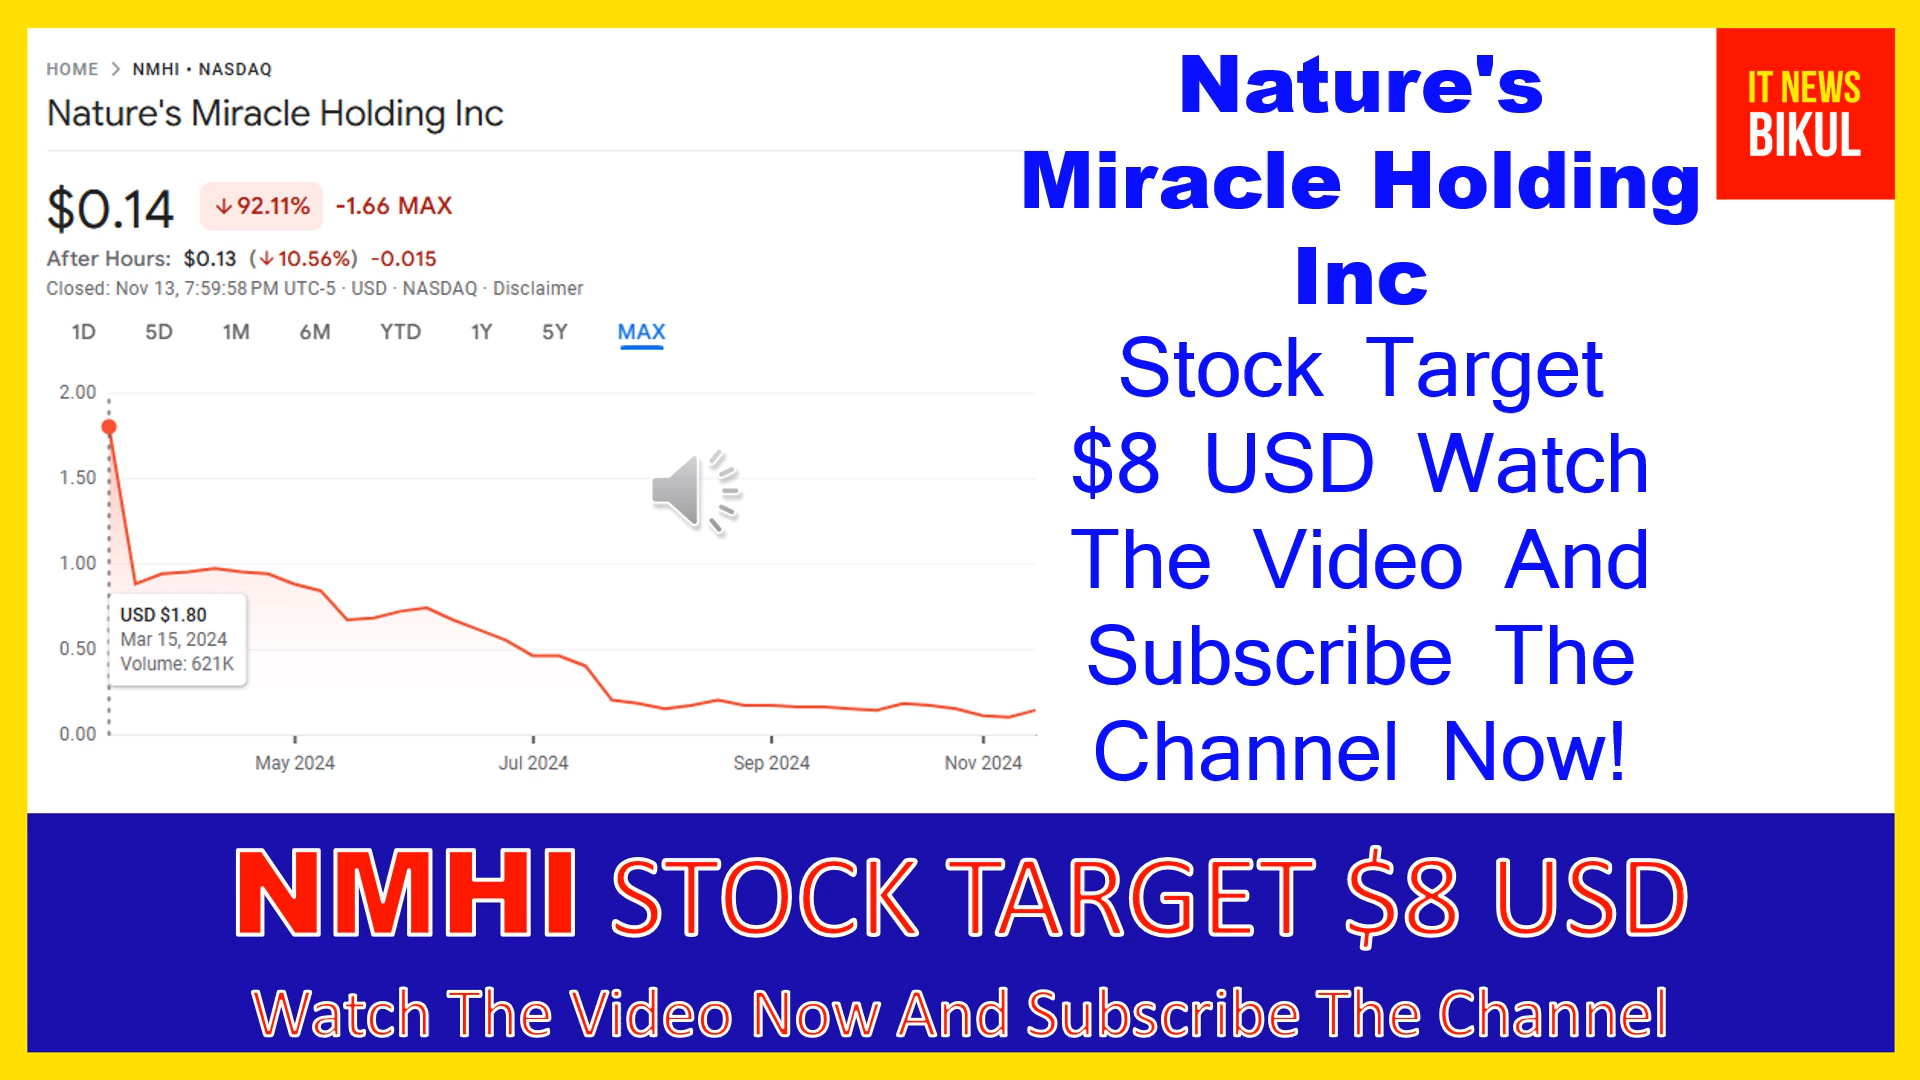 HOME > NMHI • NASDAQ
Nature's Miracle Holding Inc
$0.14 ↓92.11% -1.66 MAX
After Hours: $0.13 (↓10.56%) -0.015
Closed: Nov 13, 7:59:58 PM UTC-5 · USD · NASDAQ · Disclaimer
1D 5D 1M 6M YTD 1Y 5Y MAX
2.00
1.50
1.00
0.50
0.00
USD $1.80
Mar 15, 2024
Volume: 621K
May 2024 Jul 2024 Sep 2024 Nov 2024
Nature's
Miracle Holding
Inc
Stock Target
$8 USD Watch
The Video And
Subscribe The
Channel Now!
IT NEWS
BIKUL
NMHI STOCK TARGET $8 USD
Watch The Video Now And Subscribe The Channel